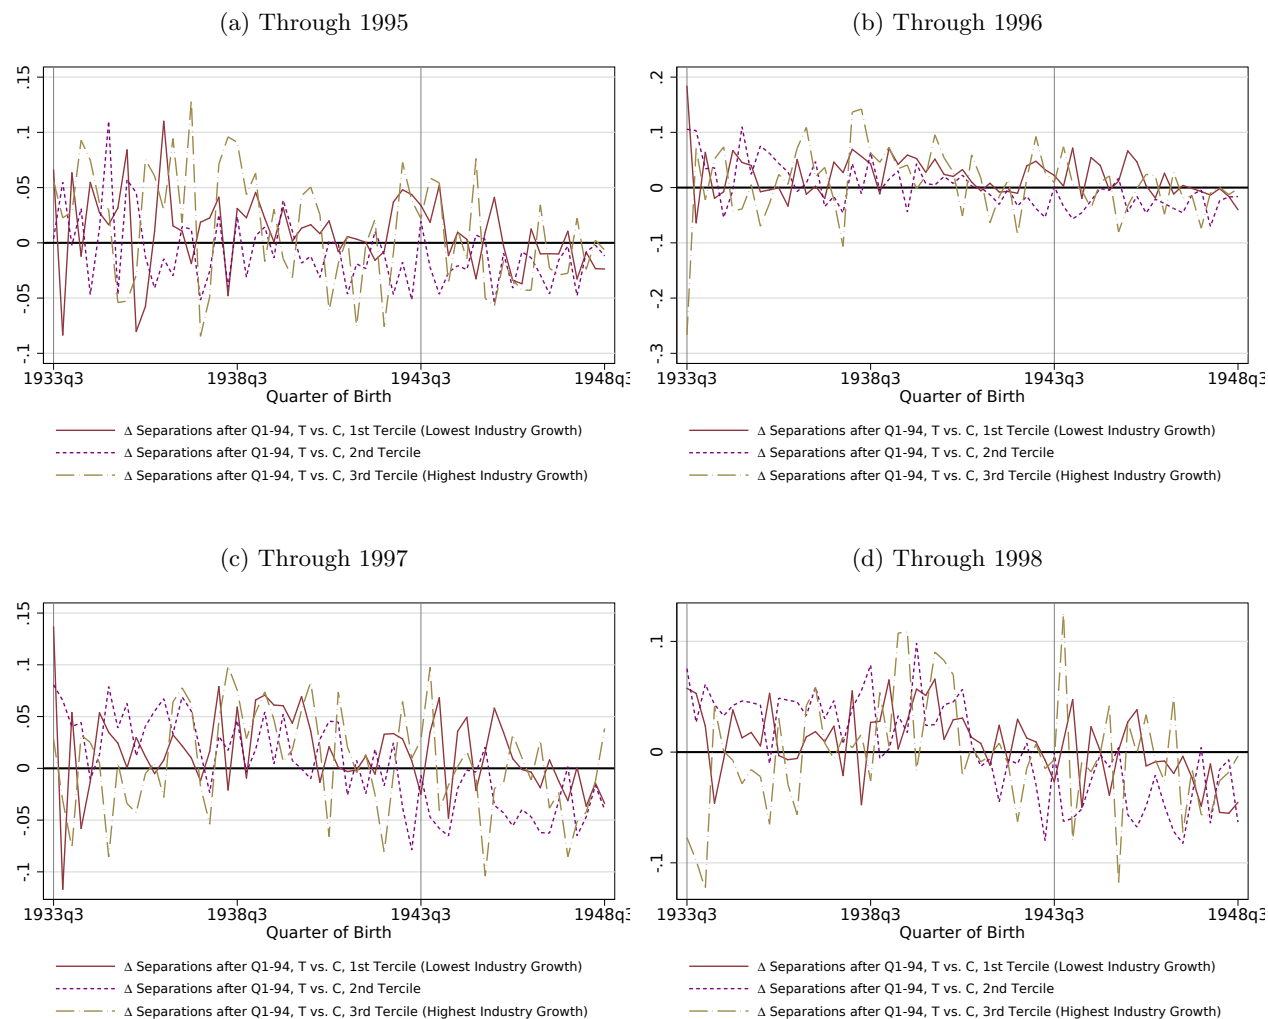 (a) Through 1995
.15
.1
.05
0
-.05
-.1
1933q3 1938q3 1943q3 1948q3
Quarter of Birth
Δ Separations after Q1-94, T vs. C, 1st Tercile (Lowest Industry Growth)
Δ Separations after Q1-94, T vs. C, 2nd Tercile
Δ Separations after Q1-94, T vs. C, 3rd Tercile (Highest Industry Growth)
(b) Through 1996
.2
.1
0
-.1
-.2
-.3
1933q3 1938q3 1943q3 1948q3
Quarter of Birth
Δ Separations after Q1-94, T vs. C, 1st Tercile (Lowest Industry Growth)
Δ Separations after Q1-94, T vs. C, 2nd Tercile
Δ Separations after Q1-94, T vs. C, 3rd Tercile (Highest Industry Growth)
(c) Through 1997
.15
.1
.05
0
-.05
-.1
1933q3 1938q3 1943q3 1948q3
Quarter of Birth
Δ Separations after Q1-94, T vs. C, 1st Tercile (Lowest Industry Growth)
Δ Separations after Q1-94, T vs. C, 2nd Tercile
Δ Separations after Q1-94, T vs. C, 3rd Tercile (Highest Industry Growth)
(d) Through 1998
.1
0
-.1
1933q3 1938q3 1943q3 1948q3
Quarter of Birth
Δ Separations after Q1-94, T vs. C, 1st Tercile (Lowest Industry Growth)
Δ Separations after Q1-94, T vs. C, 2nd Tercile
Δ Separations after Q1-94, T vs. C, 3rd Tercile (Highest Industry Growth)